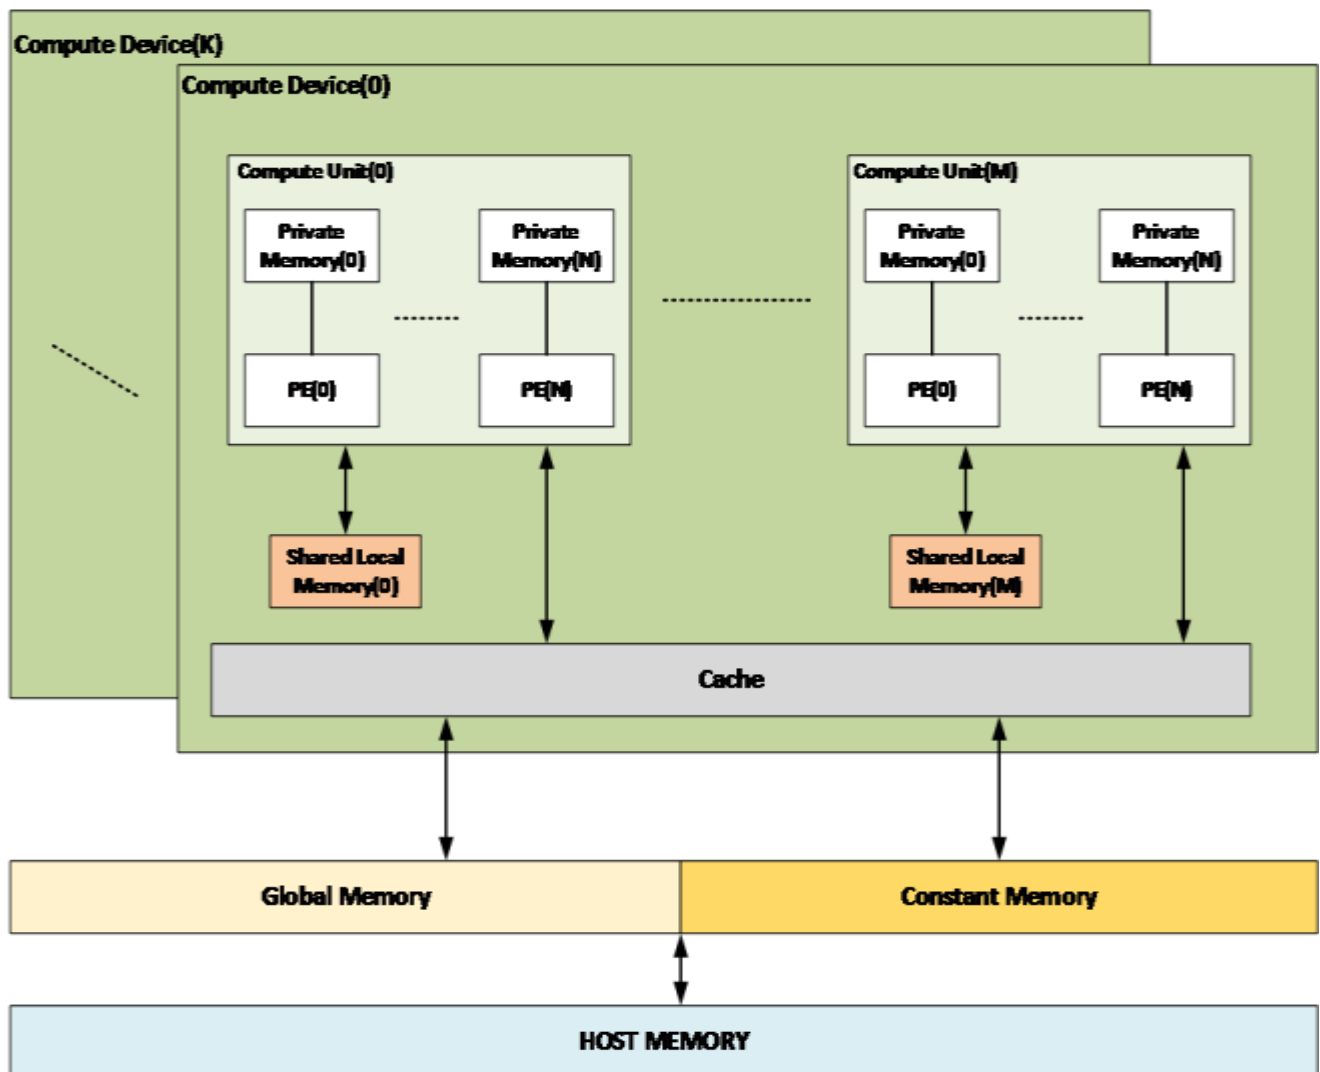 Compute Device(K)
Compute Device(0)
Compute Unit(0)
Private
Memory(0)
Private
Memory(N)
PE(0)
PE(N)
Compute Unit(M)
Private
Memory(0)
Private
Memory(N)
PE(0)
PE(N)
Shared Local
Memory(0)
Shared Local
Memory(M)
Cache
Global Memory
Constant Memory
HOST MEMORY